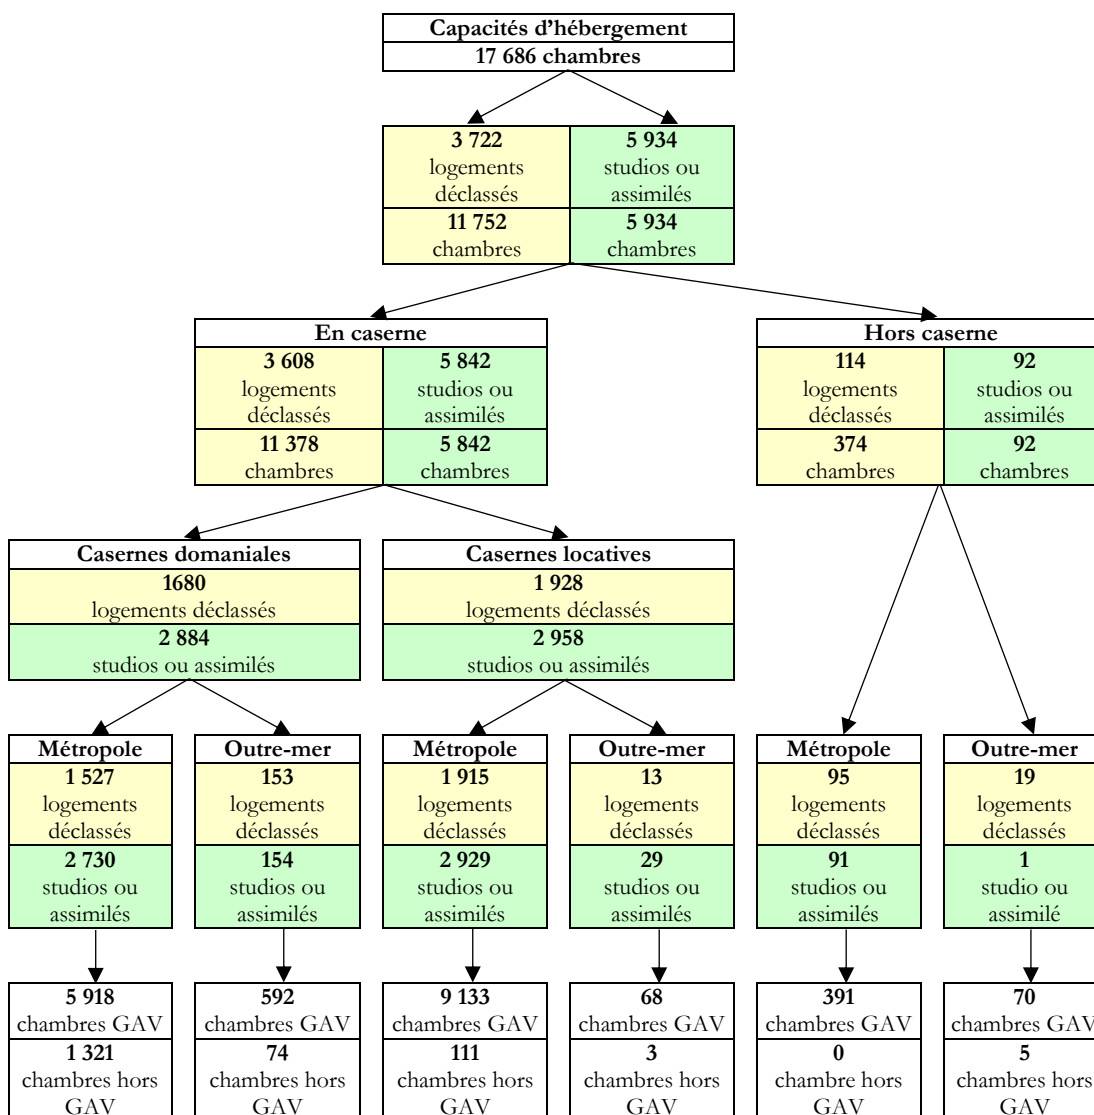 Capacités d'hébergement
17 686 chambres
3 722
logements
déclassés
5 934
studios ou
assimilés
11 752
chambres
5 934
chambres
En caserne
3 608
logements
déclassés
5 842
studios ou
assimilés
11 378
chambres
5 842
chambres
Hors caserne
114
logements
déclassés
92
studios ou
assimilés
374
chambres
92
chambres
Casernes domaniales
1680
logements déclassés
2 884
studios ou assimilés
Casernes locatives
1 928
logements déclassés
2 958
studios ou assimilés
Métropole
1 527
logements
déclassés
2 730
studios ou
assimilés
Outre-mer
153
logements
déclassés
154
studios ou
assimilés
Métropole
1 915
logements
déclassés
2 929
studios ou
assimilés
Outre-mer
13
logements
déclassés
29
studios ou
assimilés
Métropole
95
logements
déclassés
91
studios ou
assimilés
Outre-mer
19
logements
déclassés
1
studio ou
assimilé
5 918
chambres GAV
1 321
chambres hors
GAV
592
chambres GAV
74
chambres hors
GAV
9 133
chambres GAV
111
chambres hors
GAV
68
chambres GAV
3
chambres hors
GAV
391
chambres GAV
0
chambre hors
GAV
70
chambres GAV
5
chambres hors
GAV